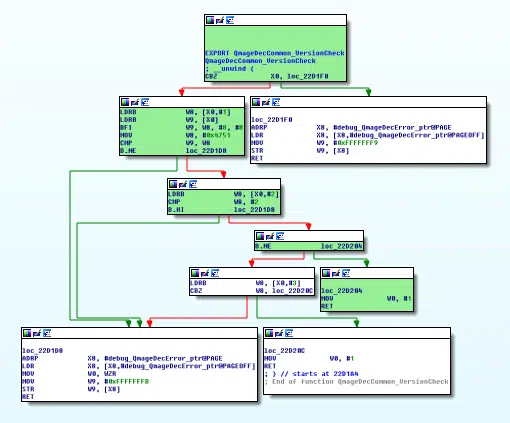 EXPORT QmageDecCommon_VersionCheck
QmageDecCommon_VersionCheck
; __unwind {
CBZ X0, loc_22D1F0
LDRB W8, [X0,#1]
LDRB W9, [X0]
BFI W9, W8, #8, #8
MOV W8, #0x4751
CMP W9, W8
B.NE loc_22D1D8
loc_22D1F0
ADRP X8, #debug_QmageDecError_ptr@PAGE
LDR X8, [X8,#debug_QmageDecError_ptr@PAGEOFF]
MOV W9, #0xFFFFFFF9
STR W9, [X8]
RET
LDRB W8, [X0,#2]
CMP W8, #2
B.HI loc_22D1D8
B.NE loc_22D204
LDRB W8, [X0,#3]
CBZ W8, loc_22D20C
loc_22D204
MOV W0, #1
RET
loc_22D1D8
ADRP X8, #debug_QmageDecError_ptr@PAGE
LDR X8, [X8,#debug_QmageDecError_ptr@PAGEOFF]
MOV W0, WZR
MOV W9, #0xFFFFFFFB
STR W9, [X8]
RET
loc_22D20C
MOV W0, #1
RET
; } // starts at 22D1A4
; End of function QmageDecCommon_VersionCheck